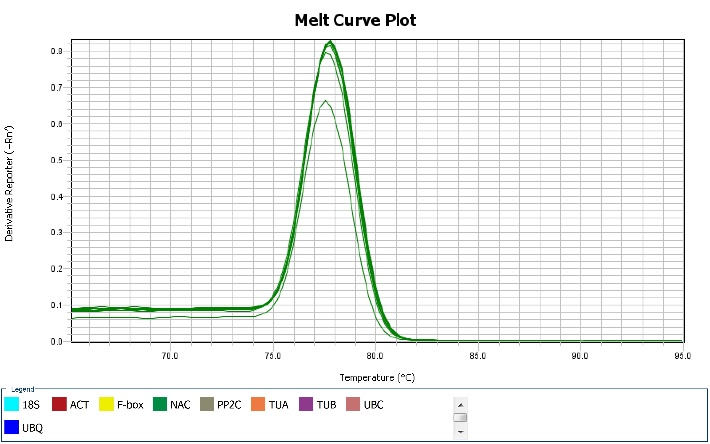 Melt Curve Plot
Derivative Reporter (−Rn')
0.8
0.7
0.6
0.5
0.4
0.3
0.2
0.1
0.0
70.0 75.0 80.0 85.0 90.0 95.0
Temperature (°C)
Legend
18S ACT F-box NAC PP2C TUA TUB UBC
UBQ